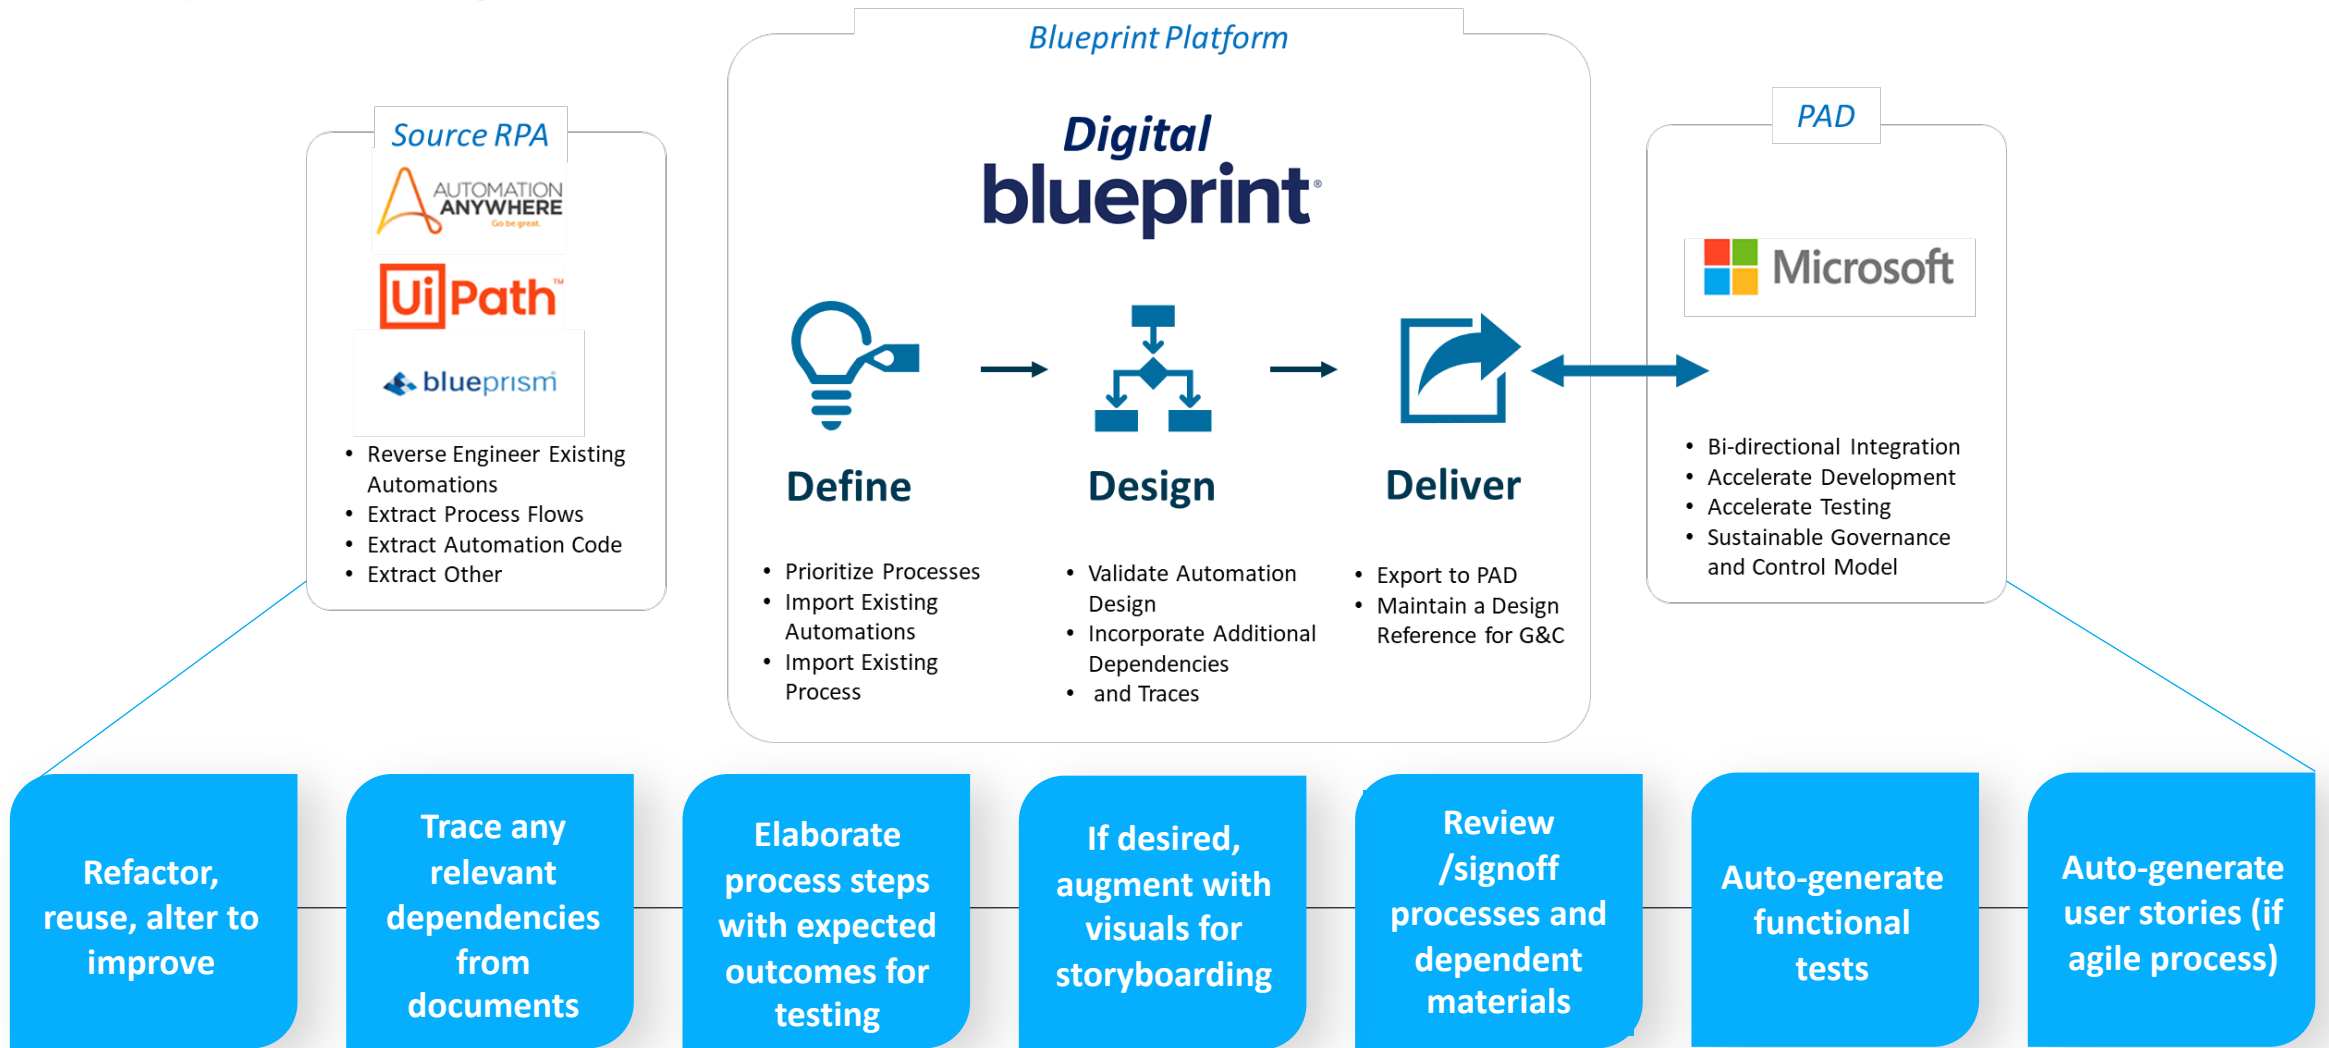 Blueprint Platform
Source RPA
AUTOMATION
ANYWHERE
Go be great.
UiPath™
blueprism®
• Reverse Engineer Existing
Automations
• Extract Process Flows
• Extract Automation Code
• Extract Other
Digital
blueprint®
Define
Design
Deliver
• Prioritize Processes
• Import Existing
Automations
• Import Existing
Process
• Validate Automation
Design
• Incorporate Additional
Dependencies
• and Traces
• Export to PAD
• Maintain a Design
Reference for G&C
PAD
Microsoft
• Bi-directional Integration
• Accelerate Development
• Accelerate Testing
• Sustainable Governance
and Control Model
Refactor,
reuse, alter to
improve
Trace any
relevant
dependencies
from
documents
Elaborate
process steps
with expected
outcomes for
testing
If desired,
augment with
visuals for
storyboarding
Review
/signoff
processes and
dependent
materials
Auto-generate
functional
tests
Auto-generate
user stories (if
agile process)